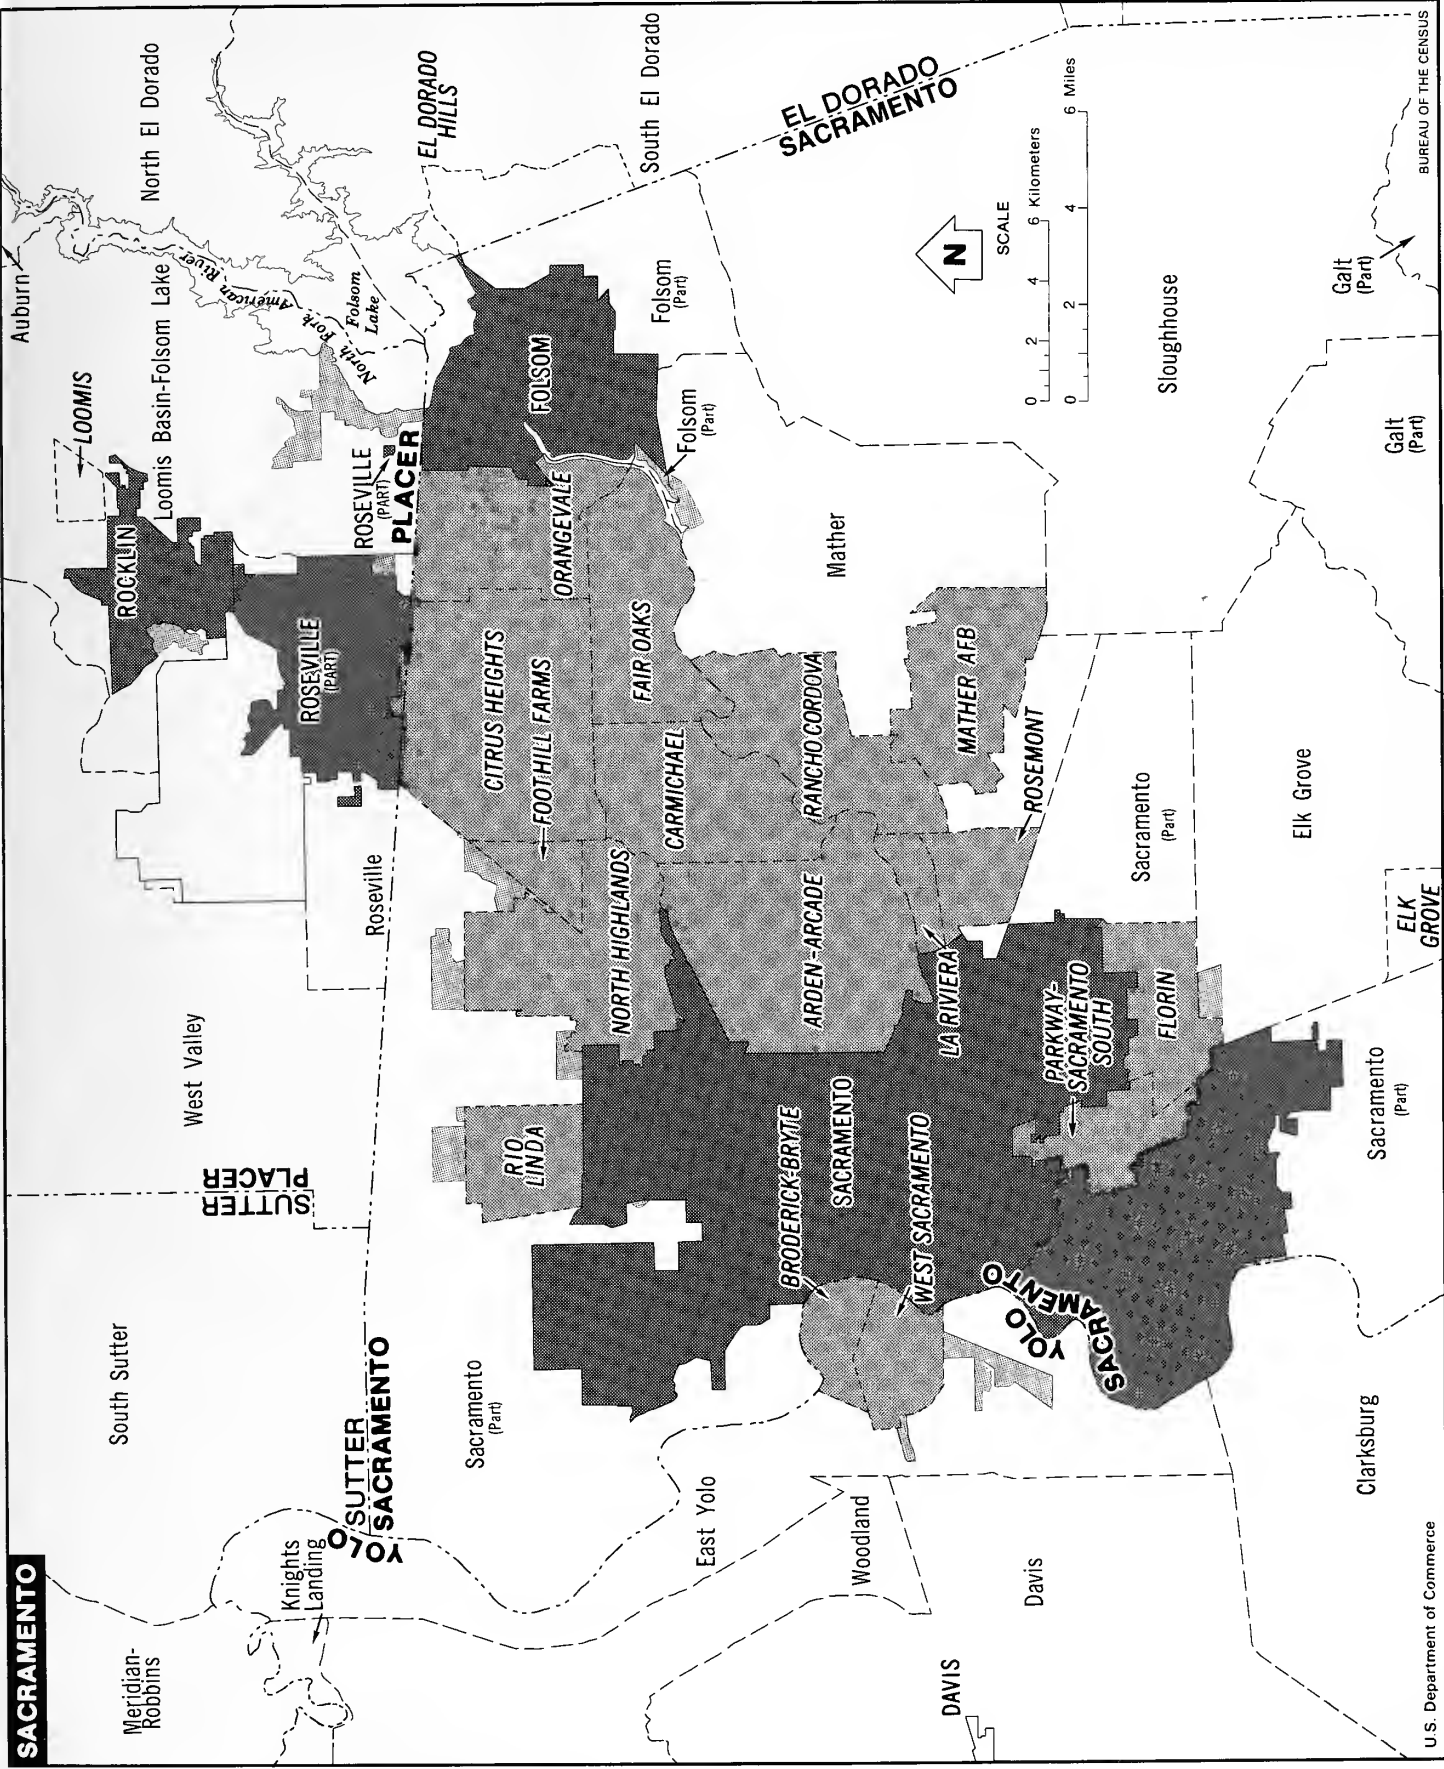 SACRAMENTO
Meridian-
Robbins
Knights
Landing
South Sutter
SUTTER
PLACER
West Valley
Roseville
YOLO
SUTTER
SACRAMENTO
Sacramento
(Part)
East Yolo
Woodland
Davis
DAVIS
Clarksburg
Auburn
North El Dorado
LOOMIS
Loomis Basin-Folsom Lake
North Fork American River
Folsom
Lake
ROCKLIN
ROSEVILLE
(PART)
ROSEVILLE
(PART)
PLACER
EL DORADO
HILLS
South El Dorado
EL DORADO
SACRAMENTO
FOLSOM
Folsom
(Part)
Folsom
(Part)
ORANGEVALE
CITRUS HEIGHTS
FOOTHILL FARMS
FAIR OAKS
CARMICHAEL
NORTH HIGHLANDS
RIO
LINDA
ARDEN-ARCADE
RANCHO CORDOVA
Mather
MATHER AFB
ROSEMONT
LA RIVIERA
BRODERICK-BRYTE
SACRAMENTO
WEST SACRAMENTO
PARKWAY-
SACRAMENTO
SOUTH
FLORIN
YOLO
SACRAMENTO
Sacramento
(Part)
Sacramento
(Part)
Elk Grove
ELK
GROVE
Sloughhouse
Galt
(Part)
Galt
(Part)
N
SCALE
0 2 4 6 Kilometers
0 2 4 6 Miles
U.S. Department of Commerce
BUREAU OF THE CENSUS